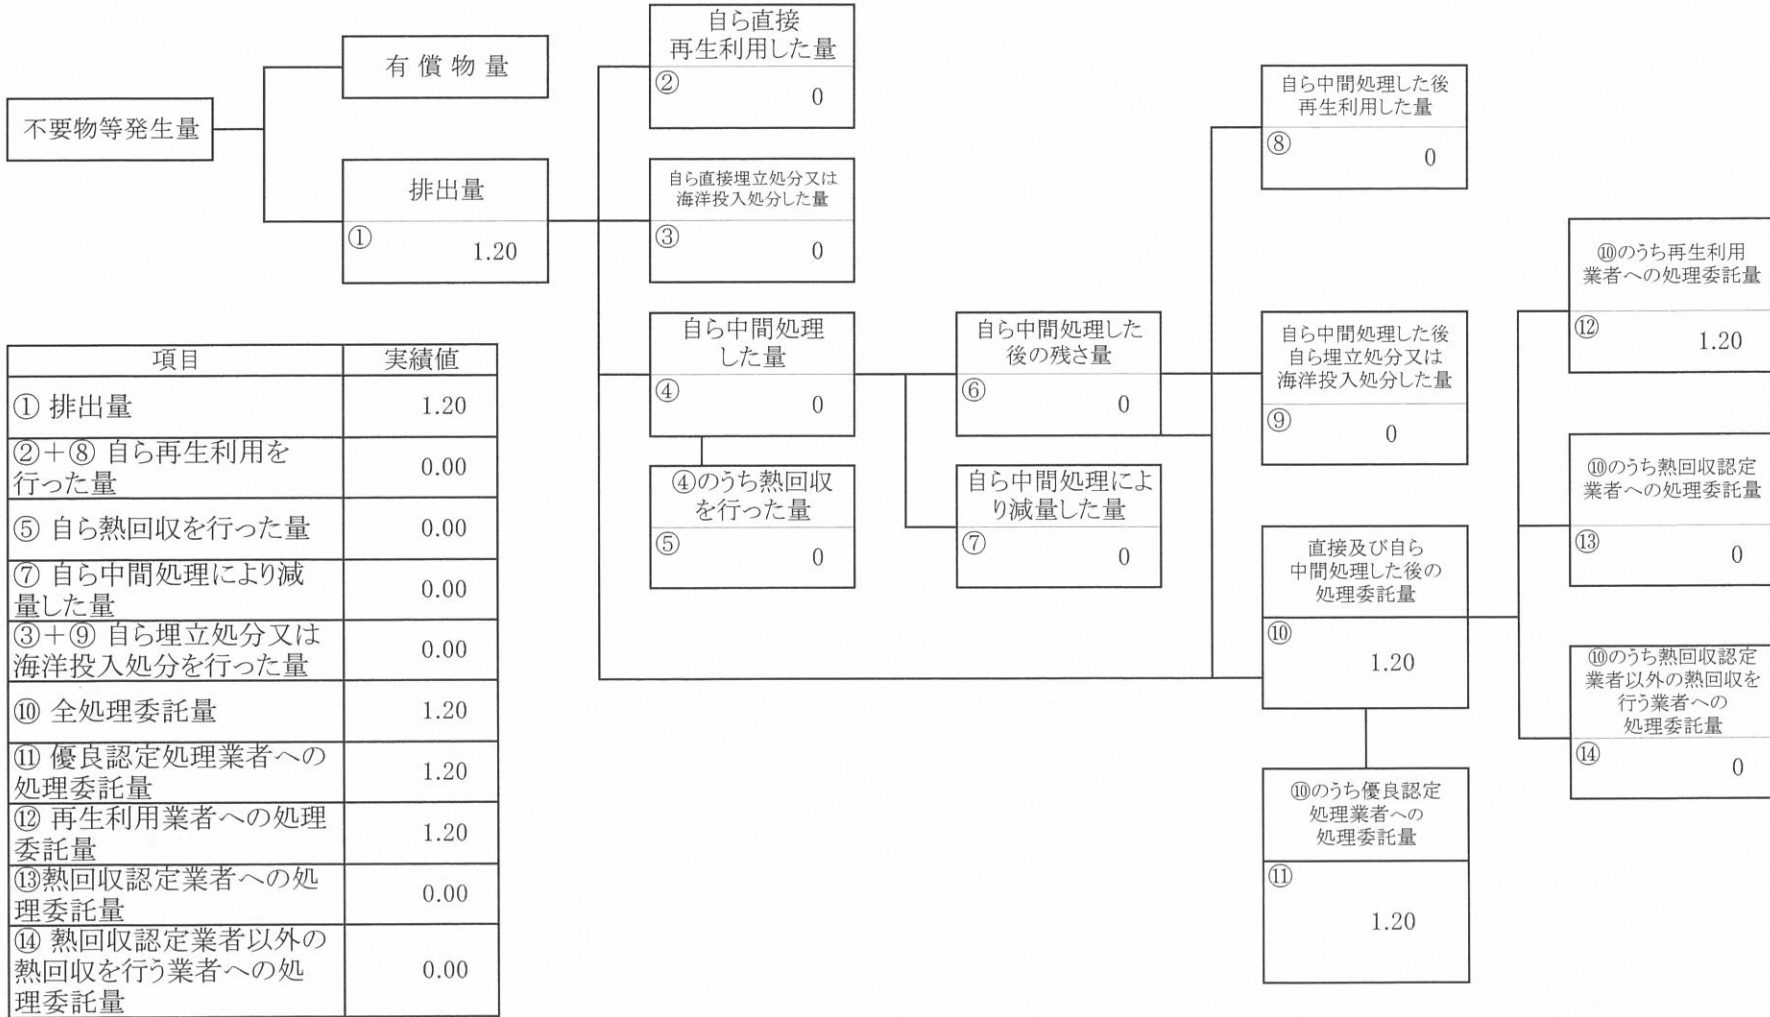 不要物等発生量
有償物量
排出量
①
1.20
自ら直接
再生利用した量
②
0
自ら直接埋立処分又は
海洋投入処分した量
③
0
自ら中間処理
した量
④
0
④のうち熱回収
を行った量
⑤
0
自ら中間処理した
後の残さ量
⑥
0
自ら中間処理によ
り減量した量
⑦
0
自ら中間処理した後
再生利用した量
⑧
0
自ら中間処理した後
自ら埋立処分又は
海洋投入処分した量
⑨
0
直接及び自ら
中間処理した後の
処理委託量
⑩
1.20
⑩のうち優良認定
処理業者への
処理委託量
⑪
1.20
⑩のうち再生利用
業者への処理委託量
⑫
1.20
⑩のうち熱回収認定
業者への処理委託量
⑬
0
⑩のうち熱回収認定
業者以外の熱回収を
行う業者への
処理委託量
⑭
0
項目 実績値
① 排出量 1.20
②+⑧ 自ら再生利用を
行った量 0.00
⑤ 自ら熱回収を行った量 0.00
⑦ 自ら中間処理により減
量した量 0.00
③+⑨ 自ら埋立処分又は
海洋投入処分を行った量 0.00
⑩ 全処理委託量 1.20
⑪ 優良認定処理業者への
処理委託量 1.20
⑫ 再生利用業者への処理
委託量 1.20
⑬熱回収認定業者への処
理委託量 0.00
⑭ 熱回収認定業者以外の
熱回収を行う業者への処
理委託量 0.00